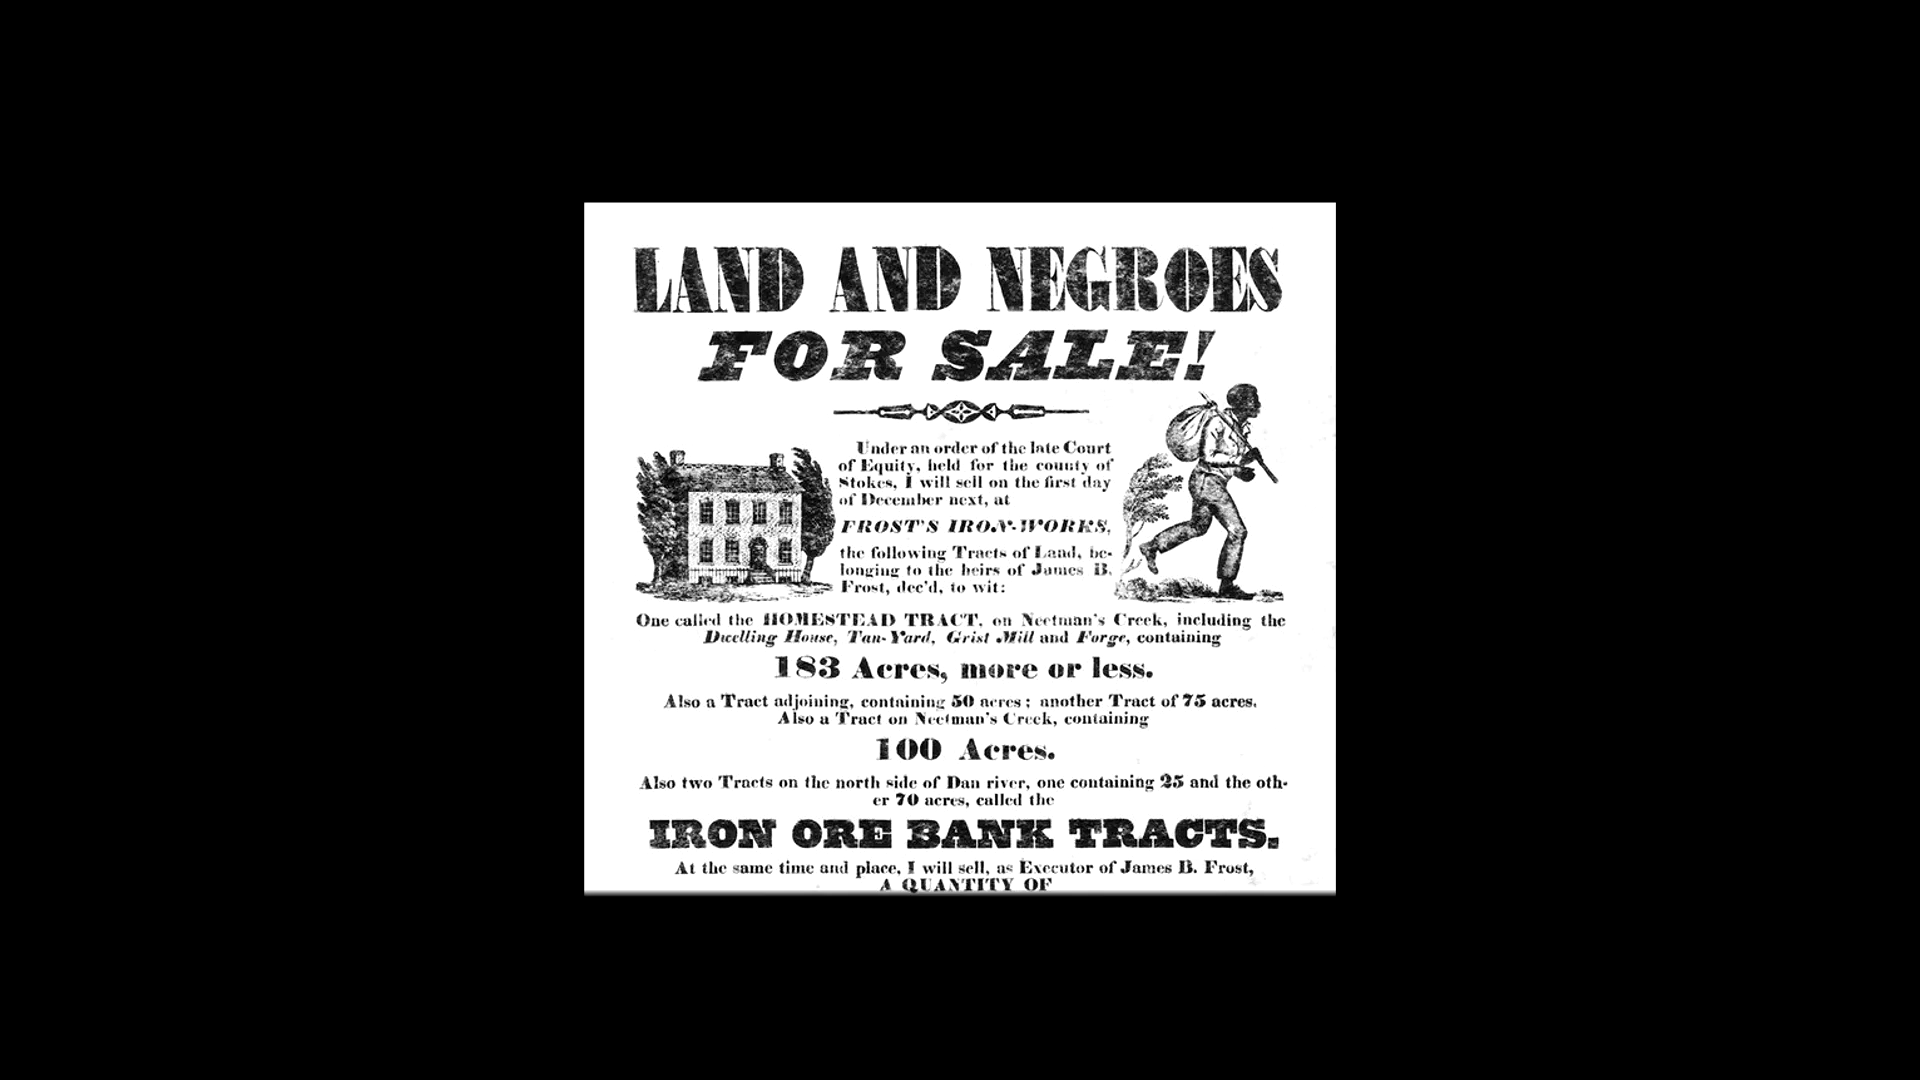 LAND AND NEGROES
FOR SALE!
Under an order of the late Court
of Equity, held for the county of
Stokes, I will sell on the first day
of December next, at
FROST'S IRON-WORKS,
the following Tracts of Land, be-
longing to the heirs of James B.
Frost, dec'd, to wit:
One called the HOMESTEAD TRACT, on Neetman's Creek, including the
Dwelling House, Tan-Yard, Grist Mill and Forge, containing
183 Acres, more or less.
Also a Tract adjoining, containing 50 acres; another Tract of 75 acres.
Also a Tract on Neetman's Creek, containing
100 Acres.
Also two Tracts on the north side of Dan river, one containing 25 and the oth-
er 70 acres, called the
IRON ORE BANK TRACTS.
At the same time and place, I will sell, as Executor of James B. Frost,
A QUANTITY OF